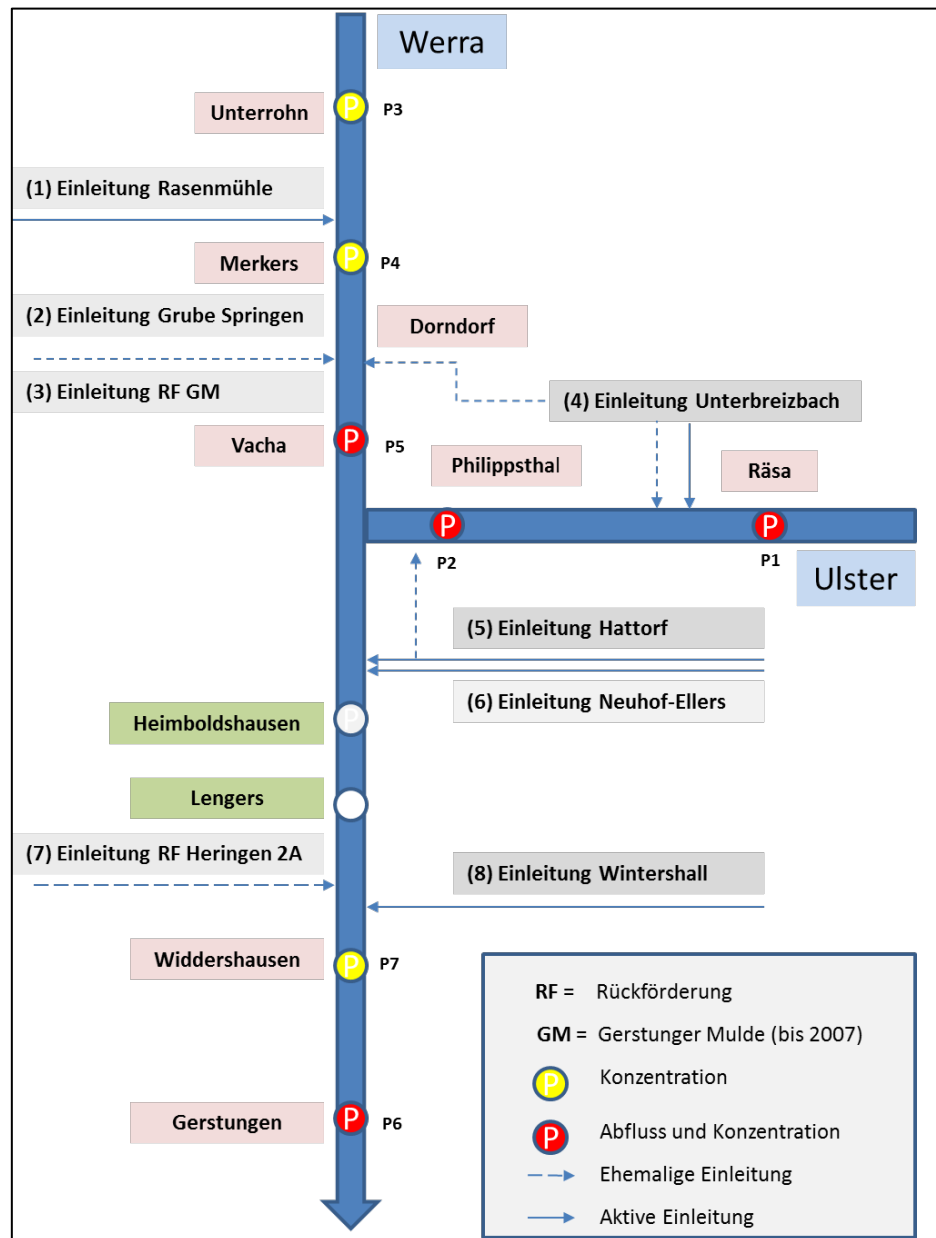 Werra
Unterrohn
P
P3
(1) Einleitung Rasenmühle
Merkers
P
P4
(2) Einleitung Grube Springen
Dorndorf
(3) Einleitung RF GM
(4) Einleitung Unterbreizbach
Vacha
P
P5
Philippsthal
Räsa
P
P
P2
P1
Ulster
(5) Einleitung Hattorf
(6) Einleitung Neuhof-Ellers
Heimboldshausen
P
Lengers
(7) Einleitung RF Heringen 2A
(8) Einleitung Wintershall
Widdershausen
P
P7
Gerstungen
P
P6
RF = Rückförderung
GM = Gerstunger Mulde (bis 2007)
P Konzentration
P Abfluss und Konzentration
Ehemalige Einleitung
Aktive Einleitung